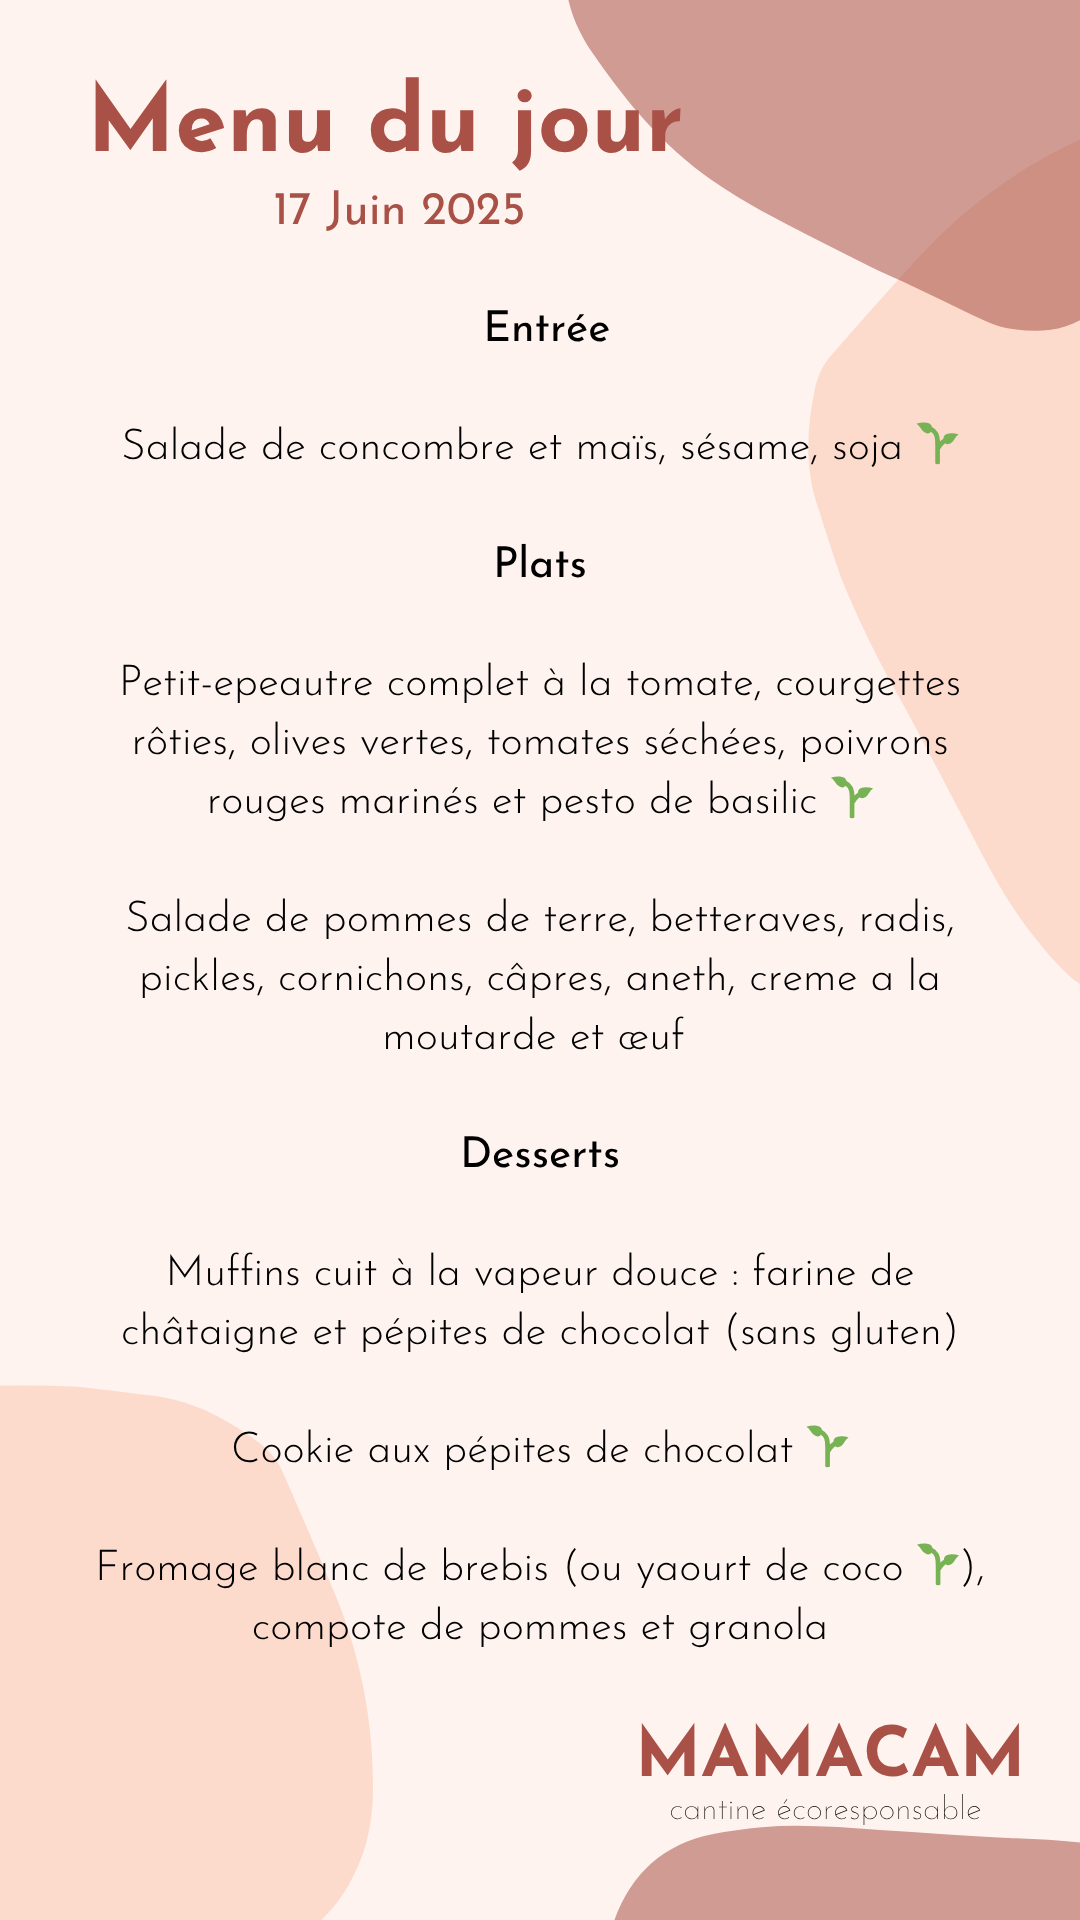 Menu du jour
17 Juin 2025
Entrée
Salade de concombre et maïs, sésame, soja 🌱
Plats
Petit-epeautre complet à la tomate, courgettes
rôties, olives vertes, tomates séchées, poivrons
rouges marinés et pesto de basilic 🌱
Salade de pommes de terre, betteraves, radis,
pickles, cornichons, câpres, aneth, creme a la
moutarde et œuf
Desserts
Muffins cuit à la vapeur douce : farine de
châtaigne et pépites de chocolat (sans gluten)
Cookie aux pépites de chocolat 🌱
Fromage blanc de brebis (ou yaourt de coco 🌱),
compote de pommes et granola
MAMACAM
cantine écoresponsable